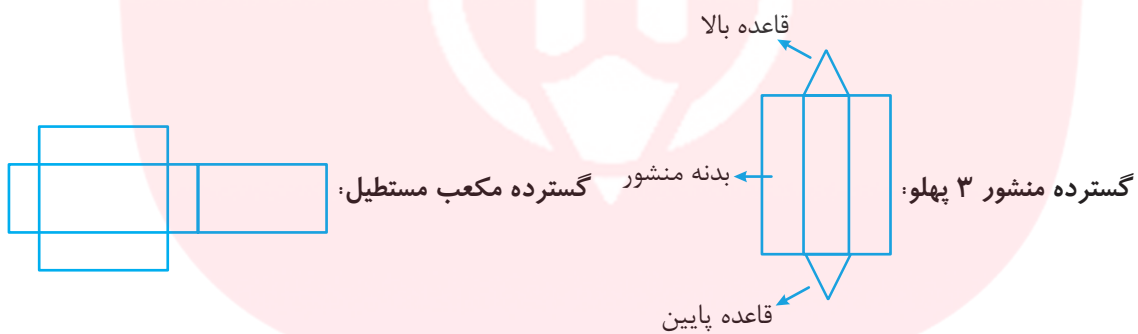 قاعده بالا
گسترده منشور ۳ پهلو:
بدنه منشور
قاعده پایین
گسترده مکعب مستطیل: